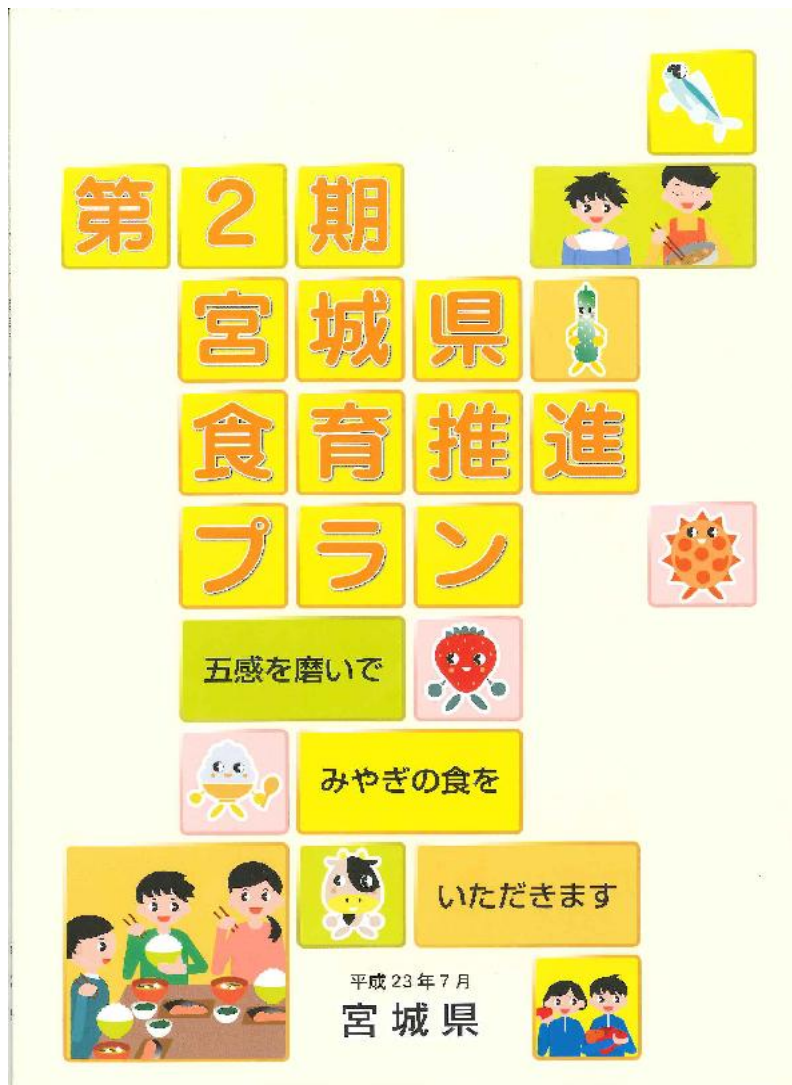 第2期
宮城県
食育推進
プラン
五感を磨いで
みやぎの食を
いただきます
平成23年7月
宮城県